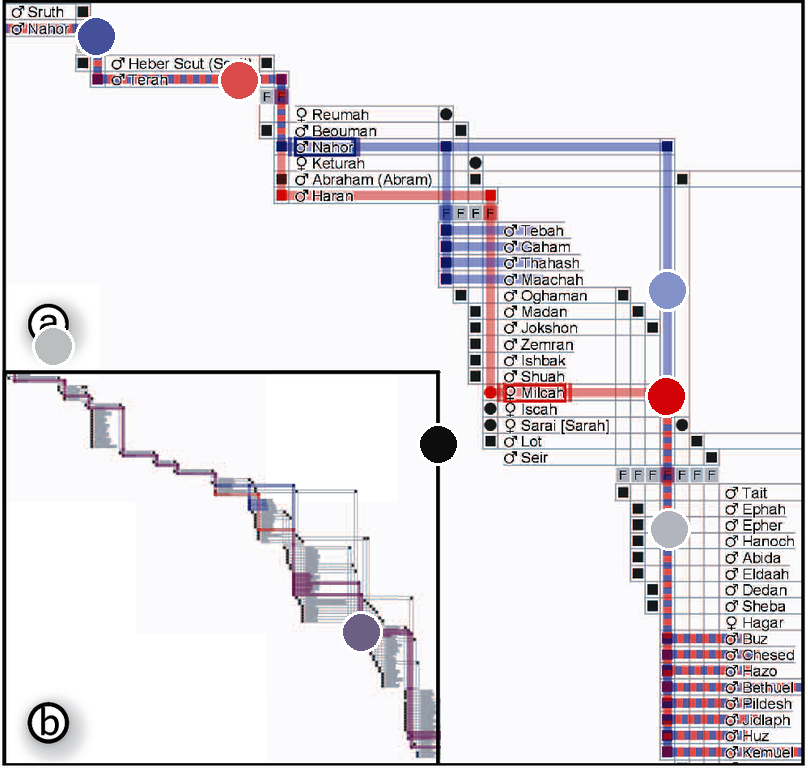 ♂ Sruth
♂ Nahor
♂ Heber Scut
♂ Terah
F F
♀ Reumah
♂ Beouman
♂ Nahor
♀ Keturah
♂ Abraham (Abram)
♂ Haran
F F F F
♂ Tebah
♂ Gaham
♂ Thahash
♂ Maachah
♂ Oghaman
♂ Madan
♂ Jokshon
♂ Zemran
♂ Ishbak
♂ Shuah
♀ Milcah
♀ Iscah
♀ Sarai [Sarah]
♂ Lot
♂ Seir
F F F F F F F
♂ Tait
♂ Ephah
♂ Epher
♂ Hanoch
♂ Abida
♂ Eldaah
♂ Dedan
♂ Sheba
♀ Hagar
♂ Buz
♂ Chesed
♂ Hazo
♂ Bethuel
♂ Pildesh
♂ Jidlaph
♂ Huz
♂ Kemuel
a
b